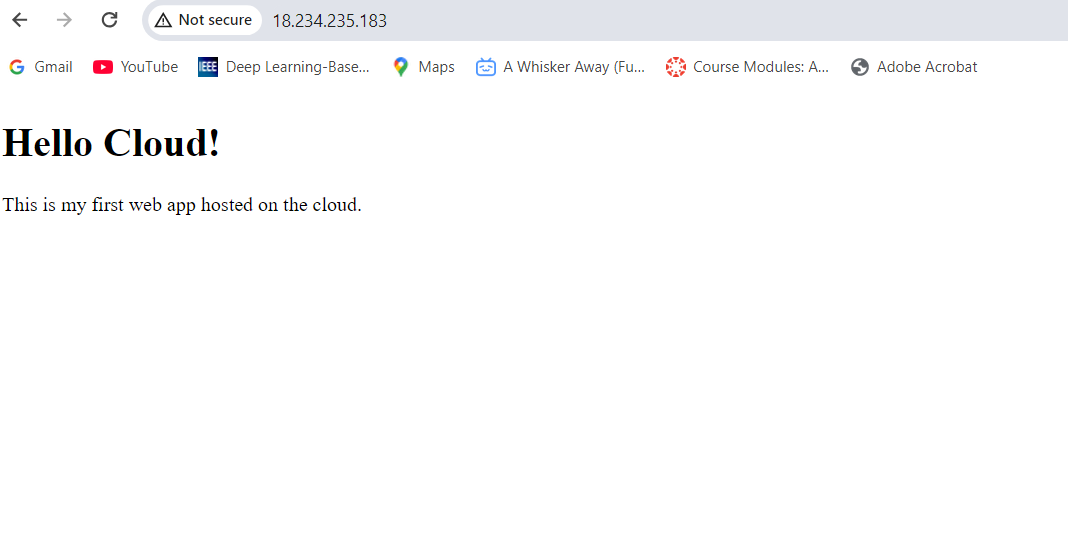 Not secure 18.234.235.183
Gmail YouTube IEEE Deep Learning-Base... Maps A Whisker Away (Fu... Course Modules: A... Adobe Acrobat
Hello Cloud!
This is my first web app hosted on the cloud.